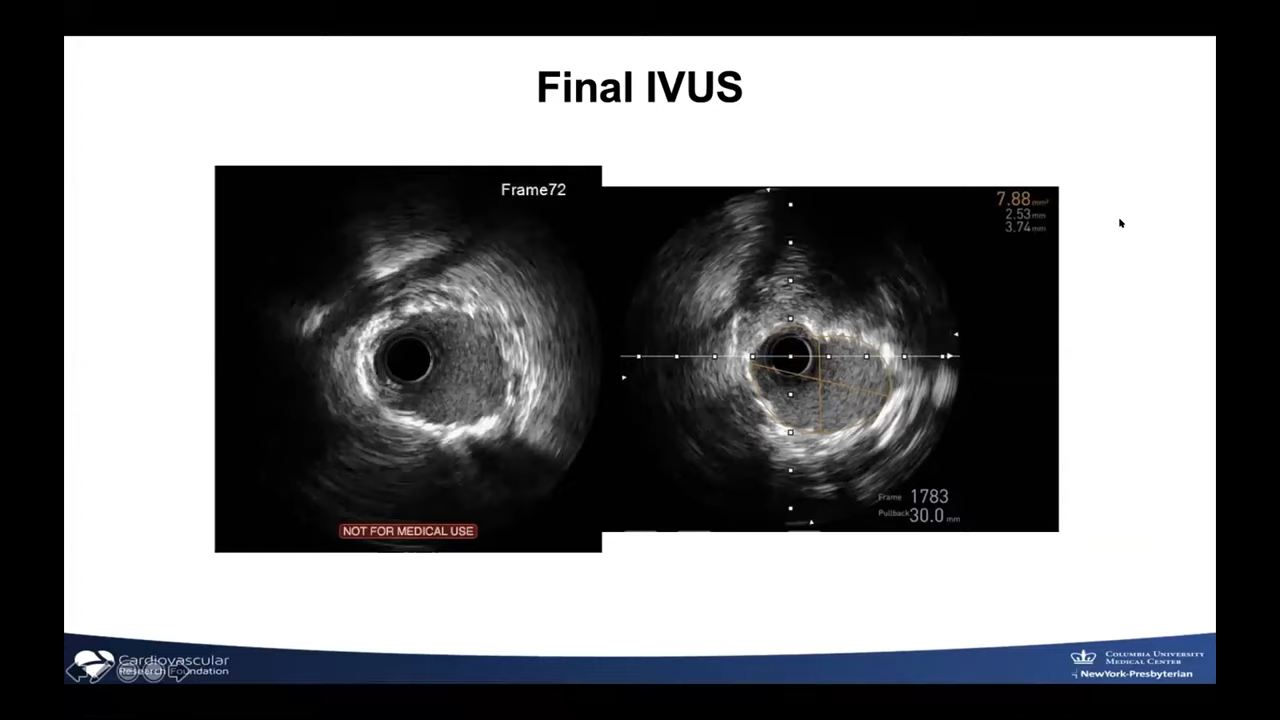 Final IVUS
Frame72
7.88 mm²
2.53 mm
3.74 mm
Frame 1783
Pullback 30.0 mm
NOT FOR MEDICAL USE
Cardiovascular
Research Foundation
COLUMBIA UNIVERSITY
MEDICAL CENTER
NewYork-Presbyterian